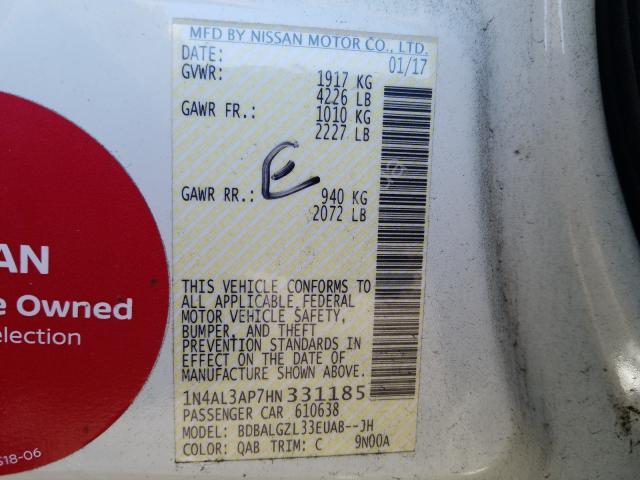 MFD BY NISSAN MOTOR CO., LTD.
DATE: 01/17
GVWR: 1917 KG
4226 LB
GAWR FR.: 1010 KG
2227 LB
GAWR RR.: 940 KG
2072 LB
THIS VEHICLE CONFORMS TO
ALL APPLICABLE FEDERAL
MOTOR VEHICLE SAFETY,
BUMPER, AND THEFT
PREVENTION STANDARDS IN
EFFECT ON THE DATE OF
MANUFACTURE SHOWN ABOVE.
1N4AL3AP7HN331185
PASSENGER CAR 610638
MODEL: BDBALGZL33EUAB--JH
COLOR: QAB TRIM: C 9N00A
AN
e Owned
election
S18-06